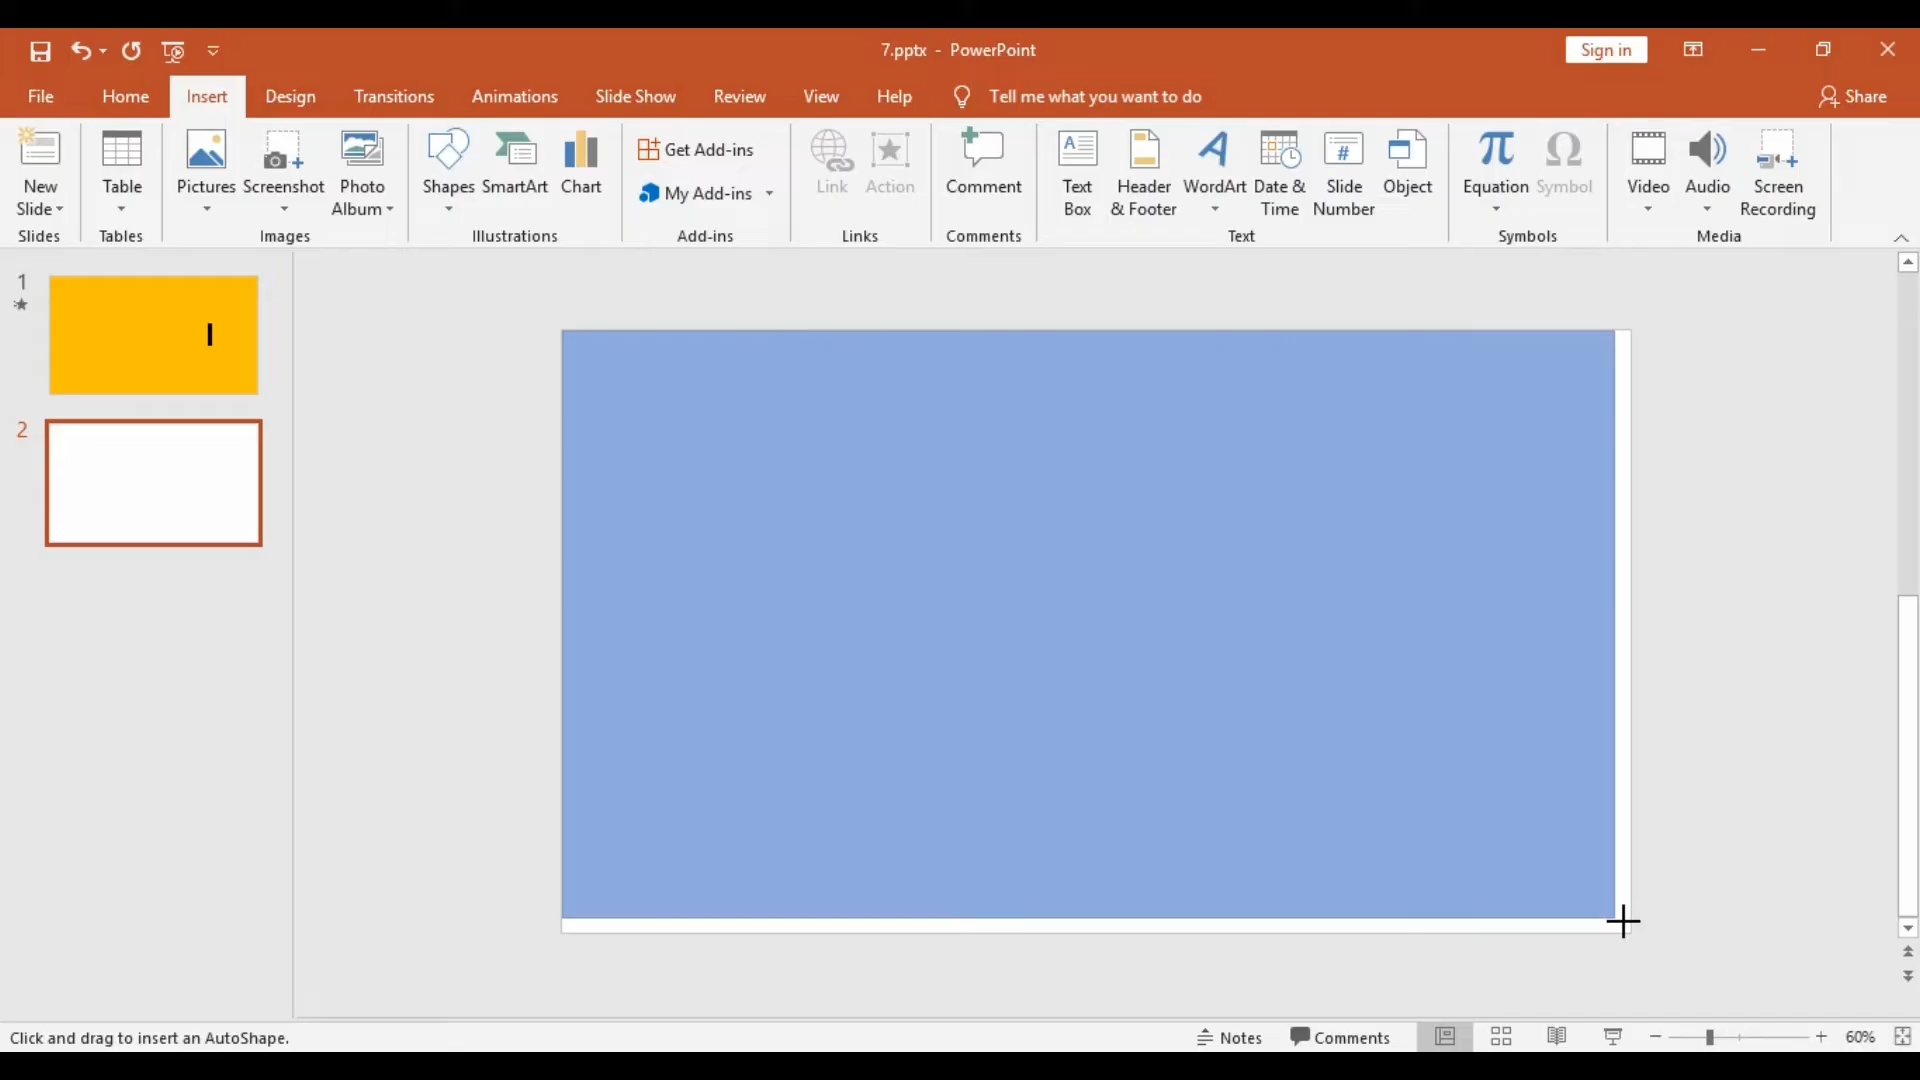 7.pptx - PowerPoint
Sign in
File Home Insert Design Transitions Animations Slide Show Review View Help Tell me what you want to do Share
New Slide
Table
Pictures
Screenshot
Photo Album
Shapes
SmartArt
Chart
Get Add-ins
My Add-ins
Link
Action
Comment
Text Box
Header & Footer
WordArt
Date & Time
Slide Number
Object
Equation
Symbol
Video
Audio
Screen Recording
Slides Tables Images Illustrations Add-ins Links Comments Text Symbols Media
1
2
Click and drag to insert an AutoShape.
Notes Comments 60%